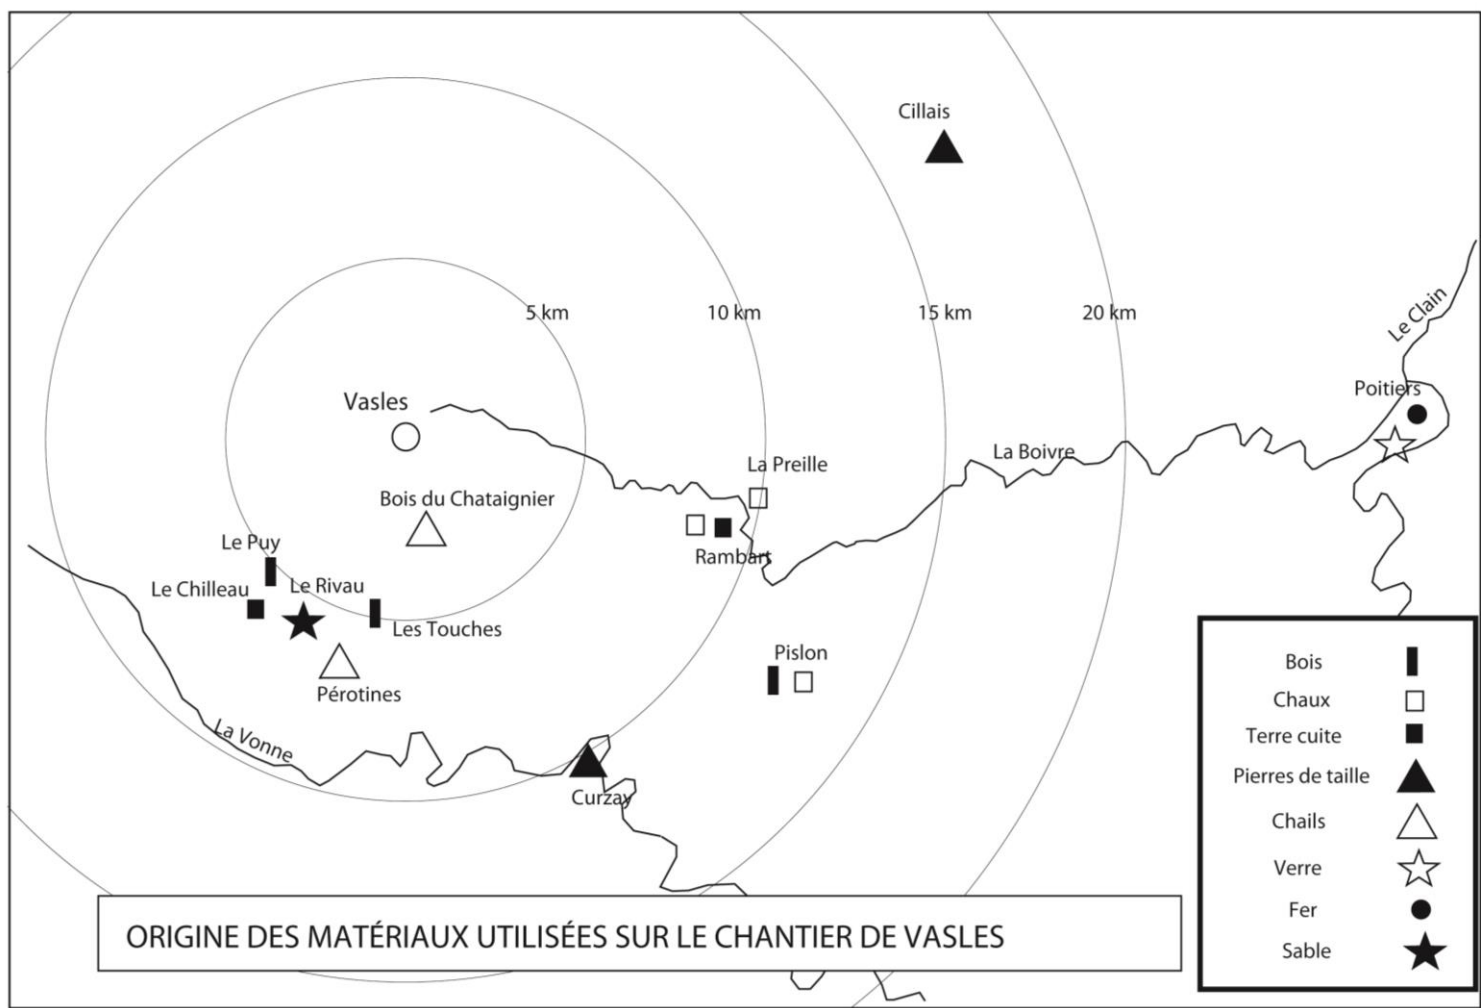 Cillais
5 km
10 km
15 km
20 km
Le Clain
Poitiers
Vasles
La Boivre
La Preille
Bois du Chataignier
Le Puy
Rambart
Le Chilleau
Le Rivau
Les Touches
Pislon
Pérotines
La Vonne
Curzay
Bois
Chaux
Terre cuite
Pierres de taille
Chails
Verre
Fer
Sable
ORIGINE DES MATÉRIAUX UTILISÉES SUR LE CHANTIER DE VASLES